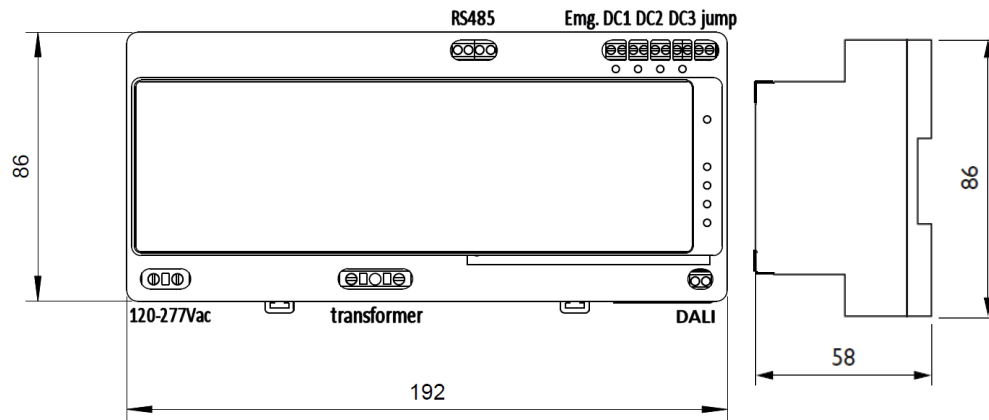 RS485
Emg. DC1 DC2 DC3 jump
86
86
120-277Vac
transformer
DALI
58
192